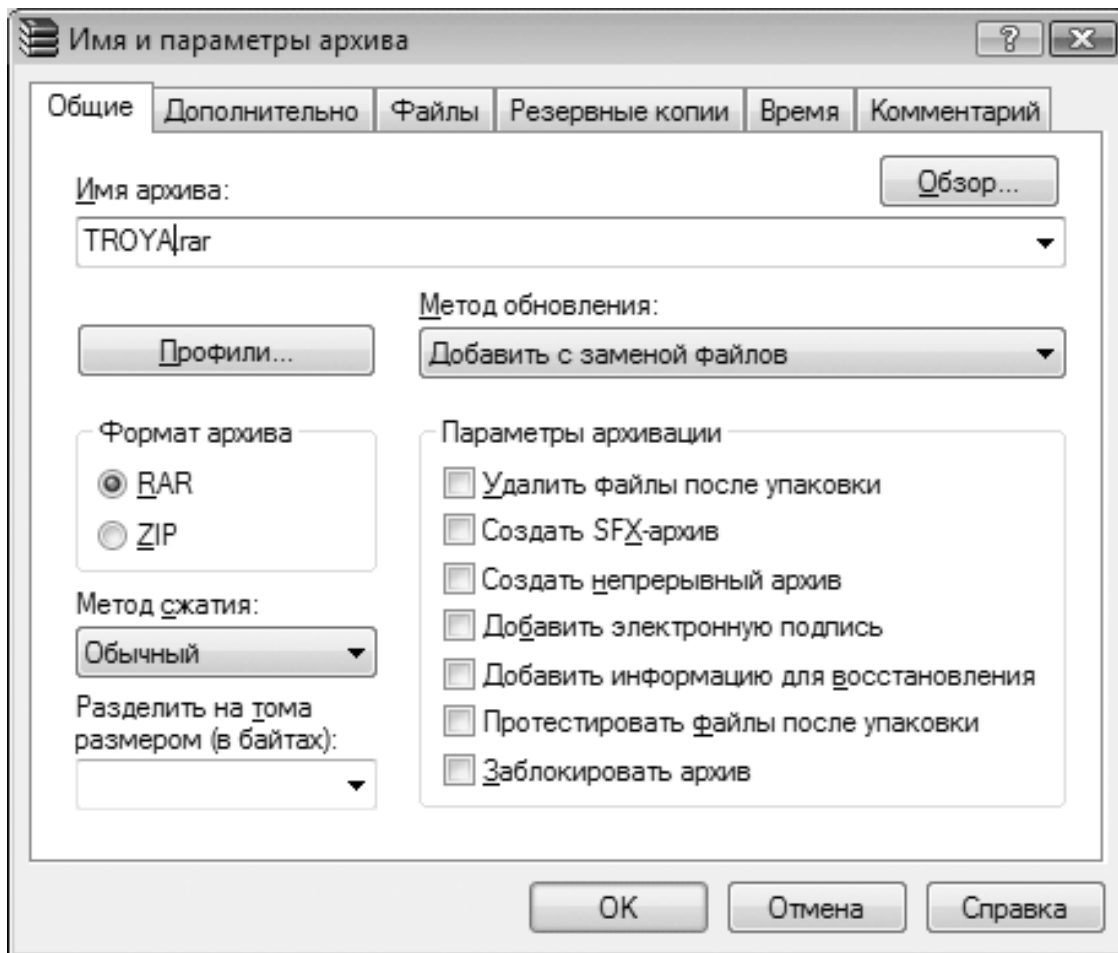 Имя и параметры архива
Общие Дополнительно Файлы Резервные копии Время Комментарий
Обзор...
Имя архива:
TROYA.rar
Метод обновления:
Профили...
Добавить с заменой файлов
Формат архива
RAR
ZIP
Метод сжатия:
Обычный
Разделить на тома
размером (в байтах):
Параметры архивации
Удалить файлы после упаковки
Создать SFX-архив
Создать непрерывный архив
Добавить электронную подпись
Добавить информацию для восстановления
Протестировать файлы после упаковки
Заблокировать архив
ОК Отмена Справка